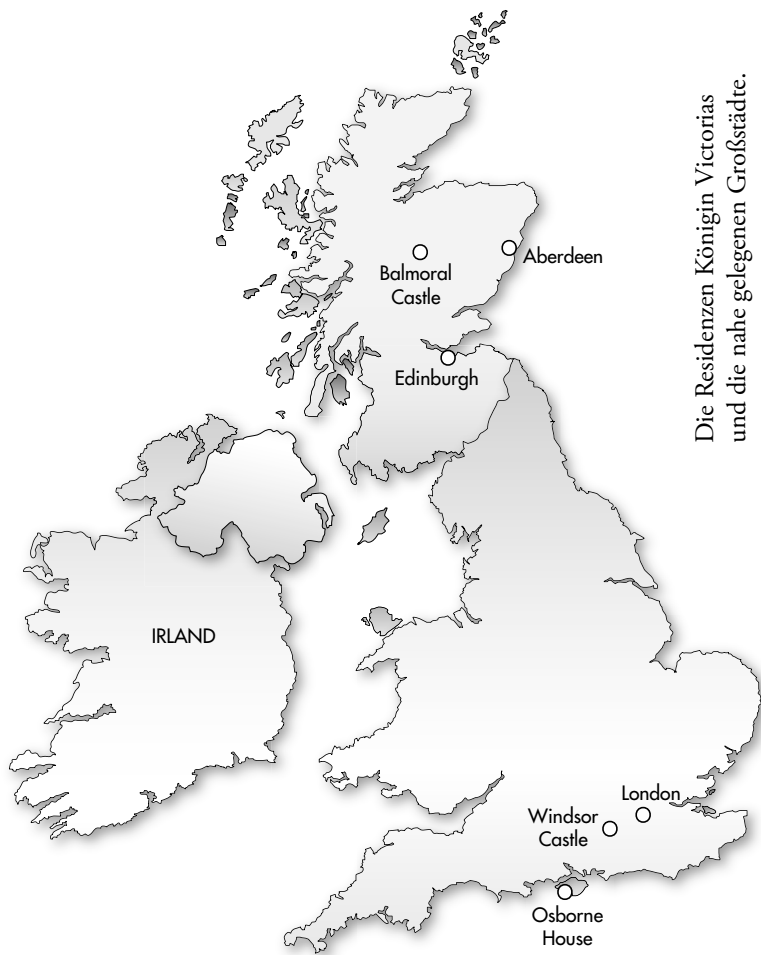 Die Residenzen Königin Victorias
und die nahe gelegenen Großstädte.
Balmoral
Castle
Aberdeen
Edinburgh
IRLAND
London
Windsor
Castle
Osborne
House